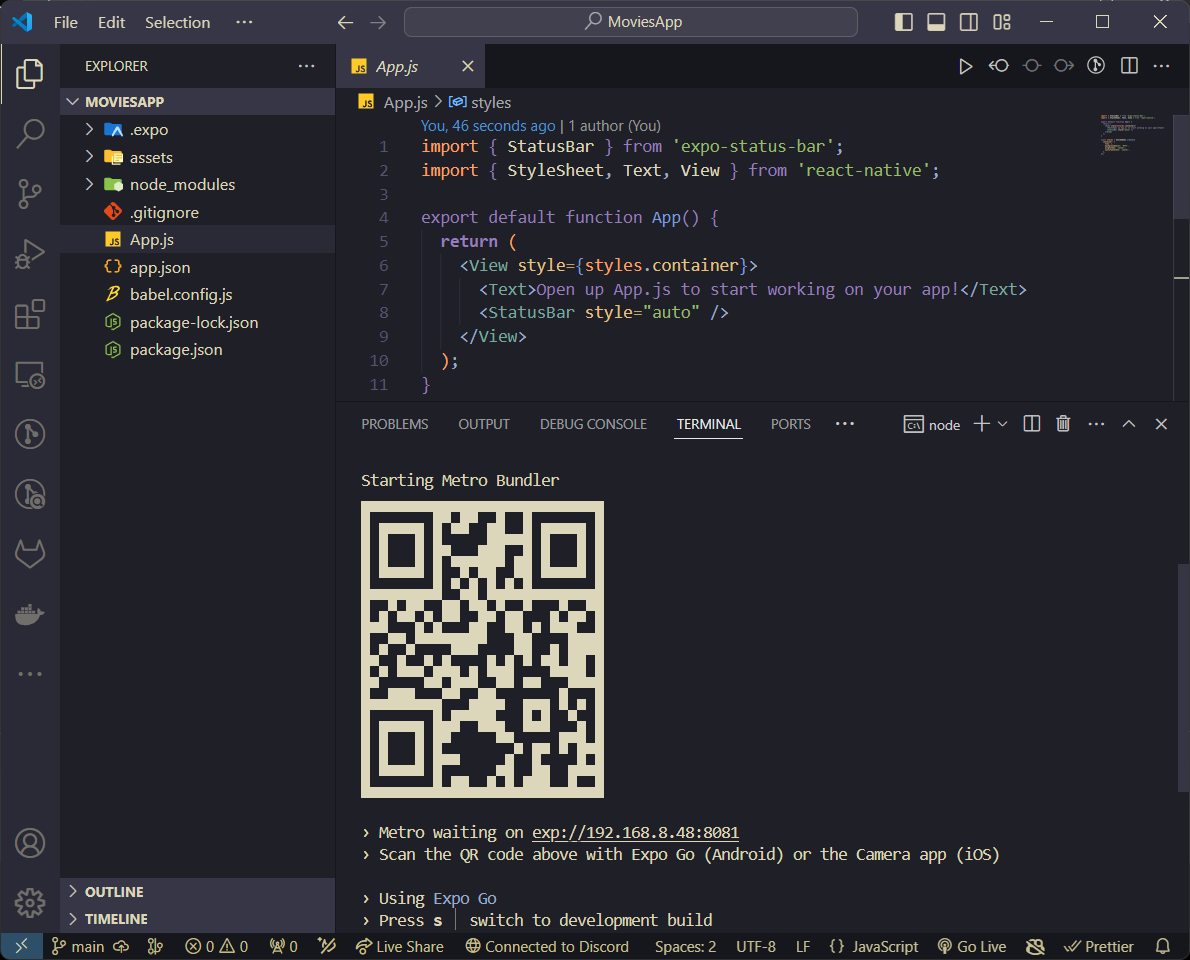 File Edit Selection ··· MoviesApp
EXPLORER ···
MOVIESAPP
.expo
assets
node_modules
.gitignore
App.js
app.json
babel.config.js
package-lock.json
package.json
OUTLINE
TIMELINE
JS App.js
JS App.js > styles
You, 46 seconds ago | 1 author (You)
1 import { StatusBar } from 'expo-status-bar';
2 import { StyleSheet, Text, View } from 'react-native';
3
4 export default function App() {
5 return (
6 <View style={styles.container}>
7 <Text>Open up App.js to start working on your app!</Text>
8 <StatusBar style="auto" />
9 </View>
10 );
11 }
PROBLEMS OUTPUT DEBUG CONSOLE TERMINAL PORTS ··· node
Starting Metro Bundler
› Metro waiting on exp://192.168.8.48:8081
› Scan the QR code above with Expo Go (Android) or the Camera app (iOS)
› Using Expo Go
› Press s │ switch to development build
main 0 0 0 Live Share Connected to Discord Spaces: 2 UTF-8 LF {} JavaScript Go Live Prettier